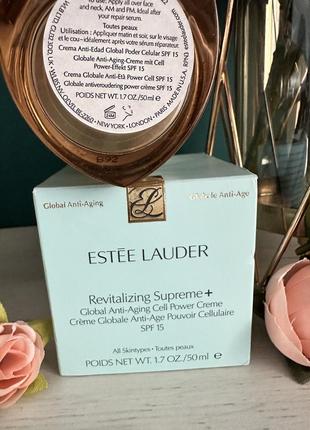 To use: Apply all over face
and neck, AM and PM. Ideal after
your repair serum.
Toutes peaux
Utilisation: Appliquer matin et soir, sur le visage
et le cou–idéalement après votre sérum réparateur.
Crema Anti-Edad Global Poder Celular SPF 15
Globale Anti-Aging-Creme mit Cell
Power-Effekt SPF 15
Crema Globale Anti-Età Power Cell SPF 15
Globale antiveroudering power crème SPF 15
POIDS NET WT. 1.7 OZ./50ml ℮
24M
•NEW YORK•LONDON•PARIS
B92
Global Anti-Aging
Globale Anti-Age
EL
ESTĒE LAUDER
Revitalizing Supreme+
Global Anti-Aging Cell Power Creme
Crème Globale Anti-Age Pouvoir Cellulaire
SPF 15
All Skintypes • Toutes peaux
POIDS NET WT. 1.7 OZ./50 ml ℮